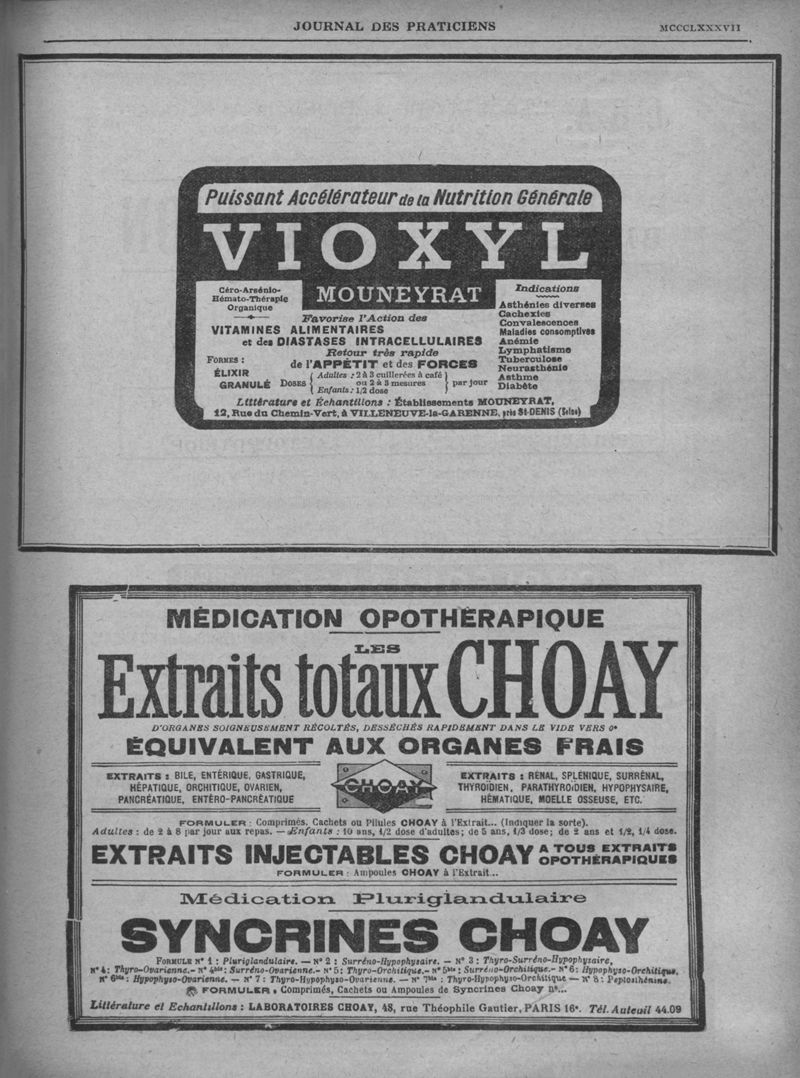 JOURNAL DES PRATICIENS MCCCLXXXVII
Puissant Accélérateur de la Nutrition Générale
VIOXYL
MOUNEYRAT
Céro-Arsénio-
Hémato-Thérapie
Organique
Favorise l'Action des
VITAMINES ALIMENTAIRES
et des DIASTASES INTRACELLULAIRES
Retour très rapide
de l'APPÉTIT et des FORCES
FORMES :
ÉLIXIR
GRANULÉ
DOSES { Adultes : 2 à 3 cuillerées à café
ou 2 à 3 mesures
Enfants : 1/2 dose } par jour
Indications
Asthénies diverses
Cachexies
Convalescences
Maladies consomptives
Anémie
Lymphatisme
Tuberculose
Neurasthénie
Asthme
Diabète
Littérature et Échantillons : Établissements MOUNEYRAT,
12, Rue du Chemin-Vert, à VILLENEUVE-la-GARENNE, près St-DENIS (Seine)
MÉDICATION OPOTHÉRAPIQUE
LES
Extraits totaux CHOAY
D'ORGANES SOIGNEUSEMENT RÉCOLTÉS, DESSÉCHÉS RAPIDEMENT DANS LE VIDE VERS 0°
ÉQUIVALENT AUX ORGANES FRAIS
EXTRAITS : BILE, ENTÉRIQUE, GASTRIQUE,
HÉPATIQUE, ORCHITIQUE, OVARIEN,
PANCRÉATIQUE, ENTÉRO-PANCRÉATIQUE
CHOAY
EXTRAITS : RÉNAL, SPLÉNIQUE, SURRÉNAL,
THYROIDIEN, PARATHYROIDIEN, HYPOPHYSAIRE,
HÉMATIQUE, MOELLE OSSEUSE, ETC.
FORMULER : Comprimés, Cachets ou Pilules CHOAY à l'Extrait... (Indiquer la sorte).
Adultes : de 2 à 8 par jour aux repas. — Enfants : 10 ans, 1/2 dose d'adultes; de 5 ans, 1/3 dose; de 2 ans et 1/2, 1/4 dose.
EXTRAITS INJECTABLES CHOAY A TOUS EXTRAITS
OPOTHÉRAPIQUES
FORMULER : Ampoules CHOAY à l'Extrait...
Médication Pluriglandulaire
SYNCRINES CHOAY
FORMULE N° 1 : Pluriglandulaire. — N° 2 : Surréno-Hypophysaire. — N° 3 : Thyro-Surréno-Hypophysaire,
N° 4 : Thyro-Ovarienne.- N° 4bis : Surréno-Ovarienne.- N° 5 : Thyro-Orchitique.- N° 5bis : Surréno-Orchitique.- N° 6 : Hypophyso-Orchitique,
N° 6bis : Hypophyso-Ovarienne. — N° 7 : Thyro-Hypophyso-Ovarienne. — N° 7bis : Thyro-Hypophyso-Orchitique — N° 8 : Peptosthénine.
FORMULER : Comprimés, Cachets ou Ampoules de Syncrines Choay n°...
Littérature et Echantillons : LABORATOIRES CHOAY, 48, rue Théophile Gautier, PARIS 16°. Tél. Auteuil 44.09